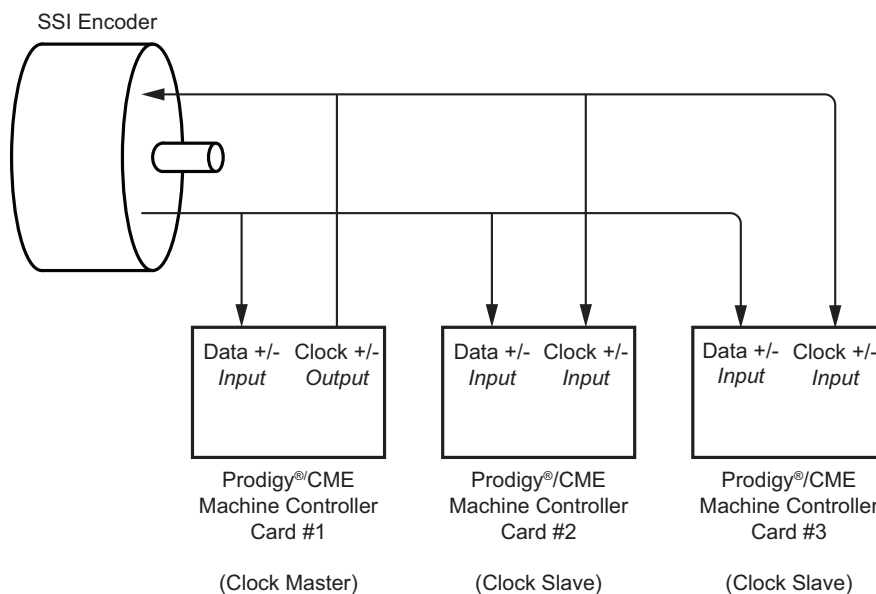 SSI Encoder
Data +/-
Input
Clock +/-
Output
Data +/-
Input
Clock +/-
Input
Data +/-
Input
Clock +/-
Input
Prodigy®/CME
Machine Controller
Card #1
(Clock Master)
Prodigy®/CME
Machine Controller
Card #2
(Clock Slave)
Prodigy®/CME
Machine Controller
Card #3
(Clock Slave)